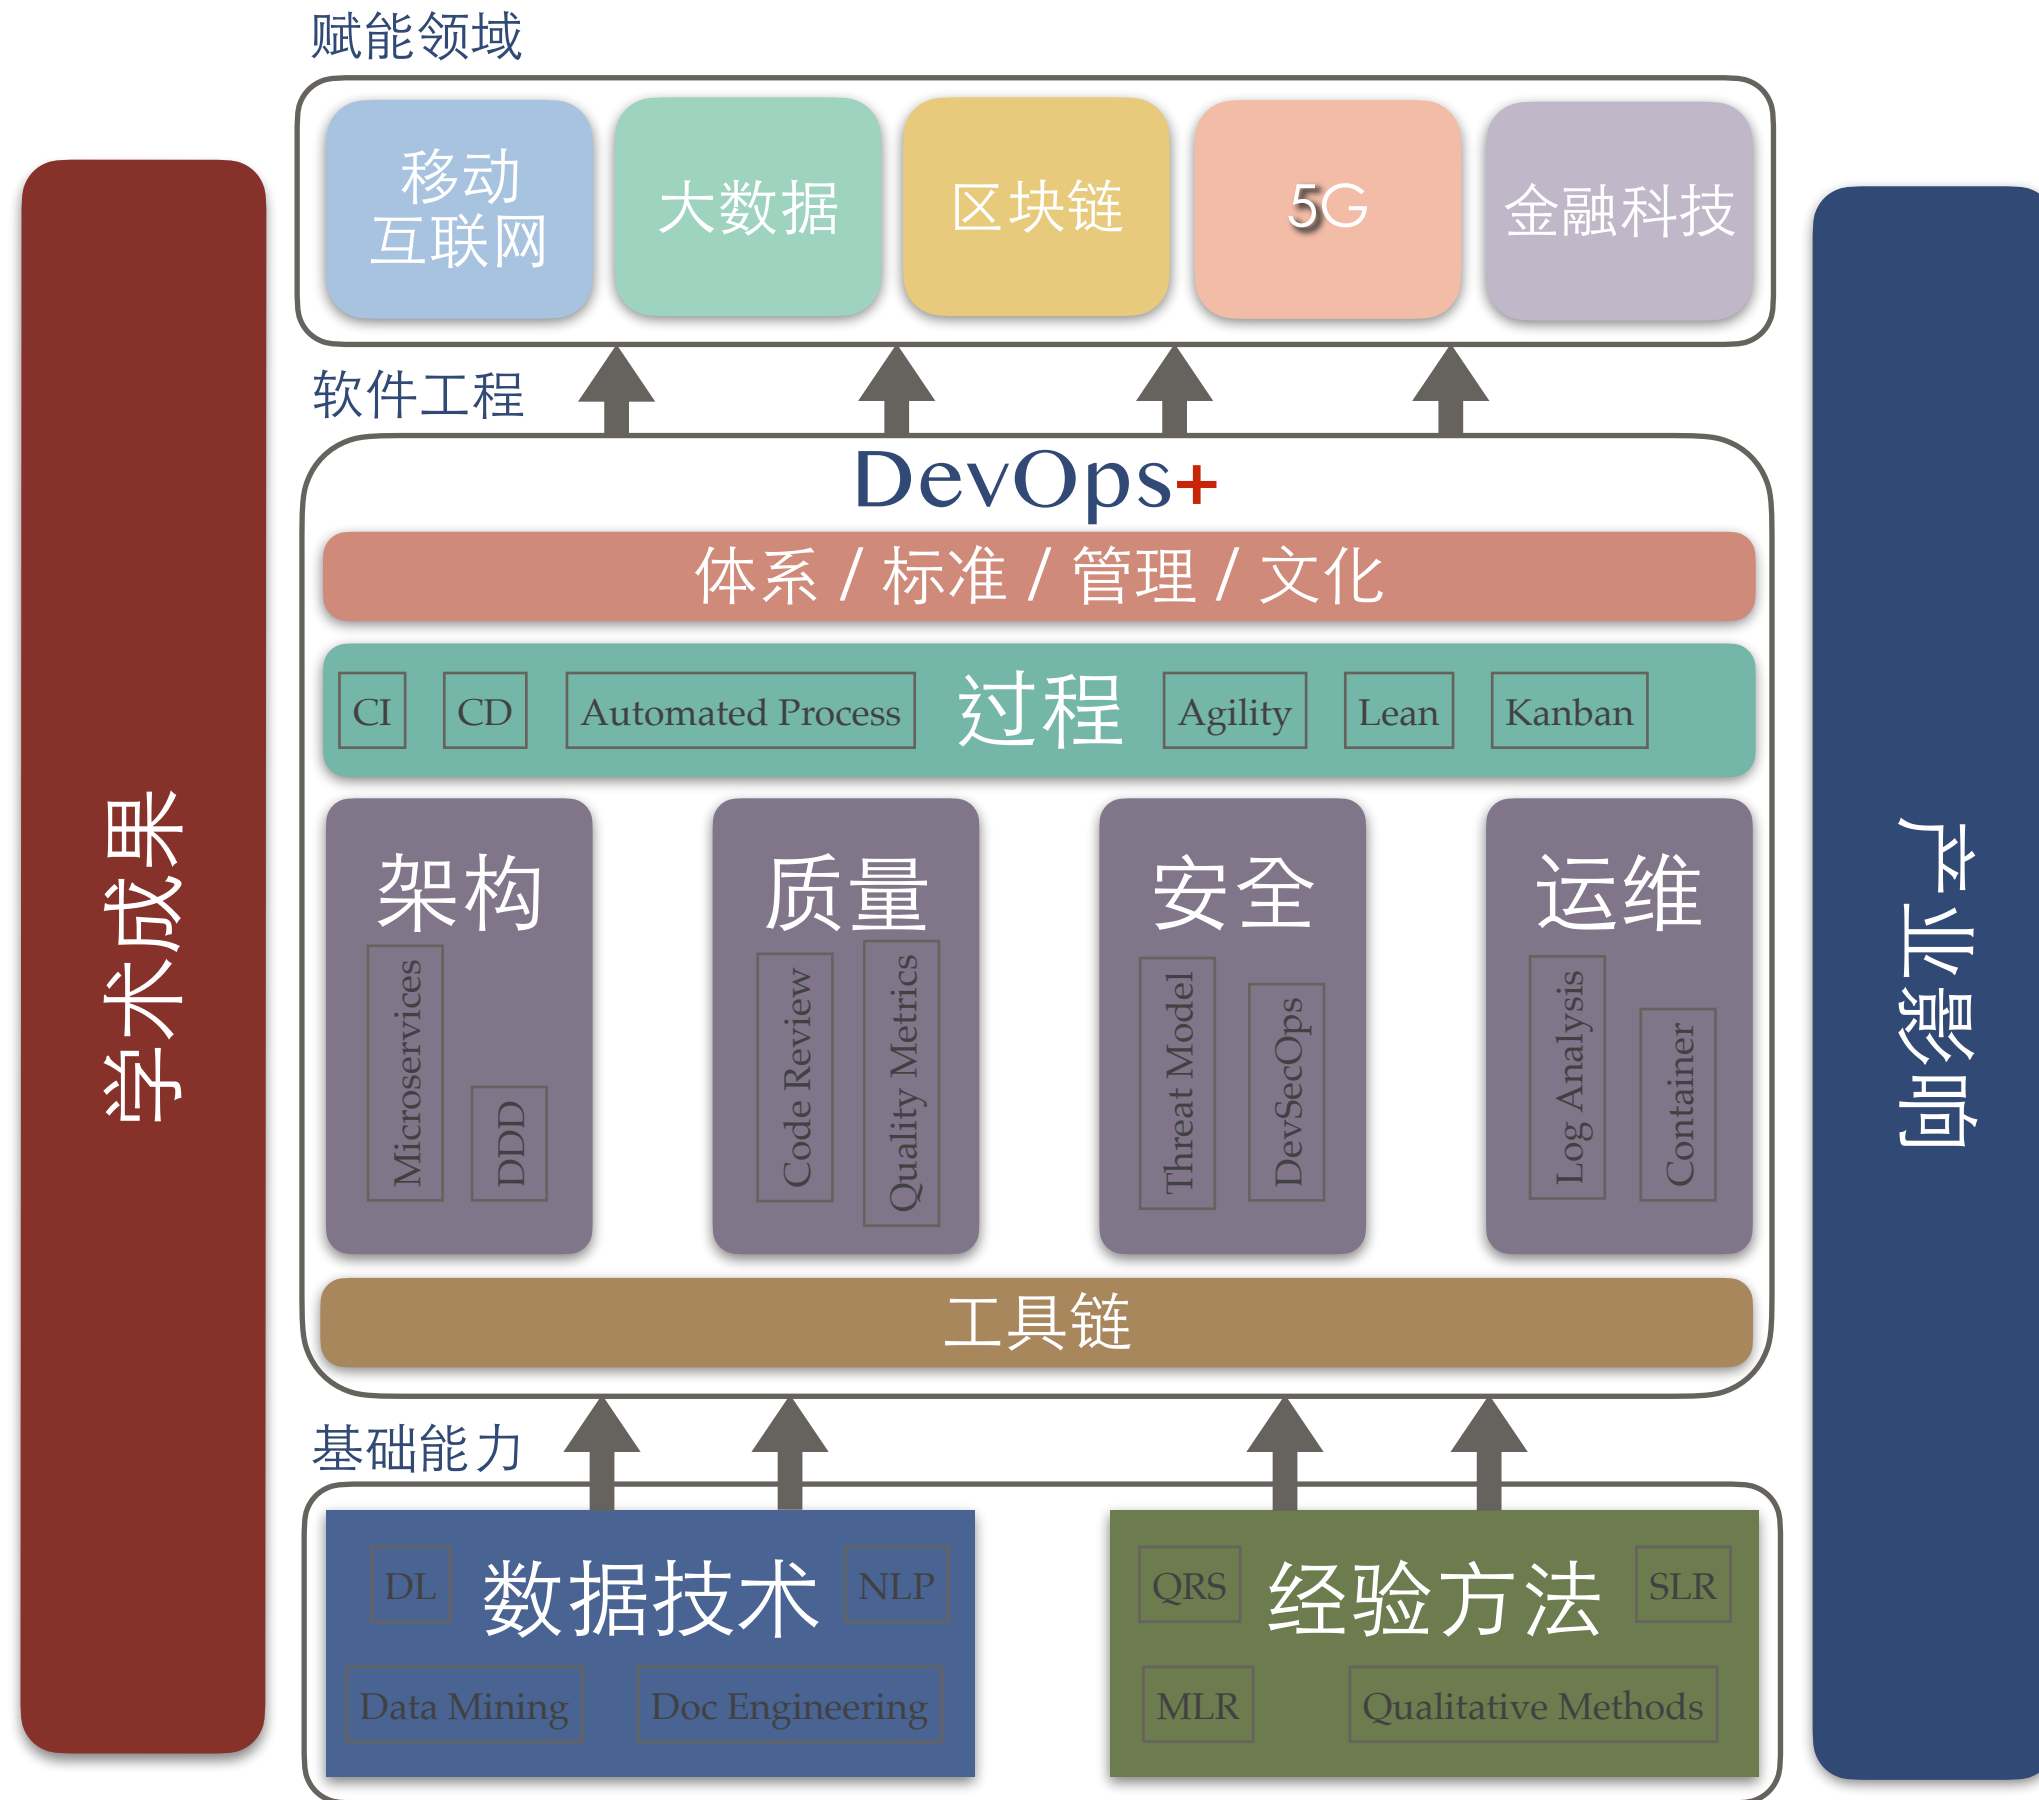 赋能领域
移动
互联网
大数据
区块链
5G
金融科技
软件工程
DevOps+
体系 / 标准 / 管理 / 文化
CI
CD
Automated Process
过程
Agility
Lean
Kanban
架构
Microservices
DDD
质量
Code Review
Quality Metrics
安全
Threat Model
DevSecOps
运维
Log Analysis
Container
工具链
基础能力
DL
数据技术
NLP
Data Mining
Doc Engineering
QRS
经验方法
SLR
MLR
Qualitative Methods
学术成果
产业影响